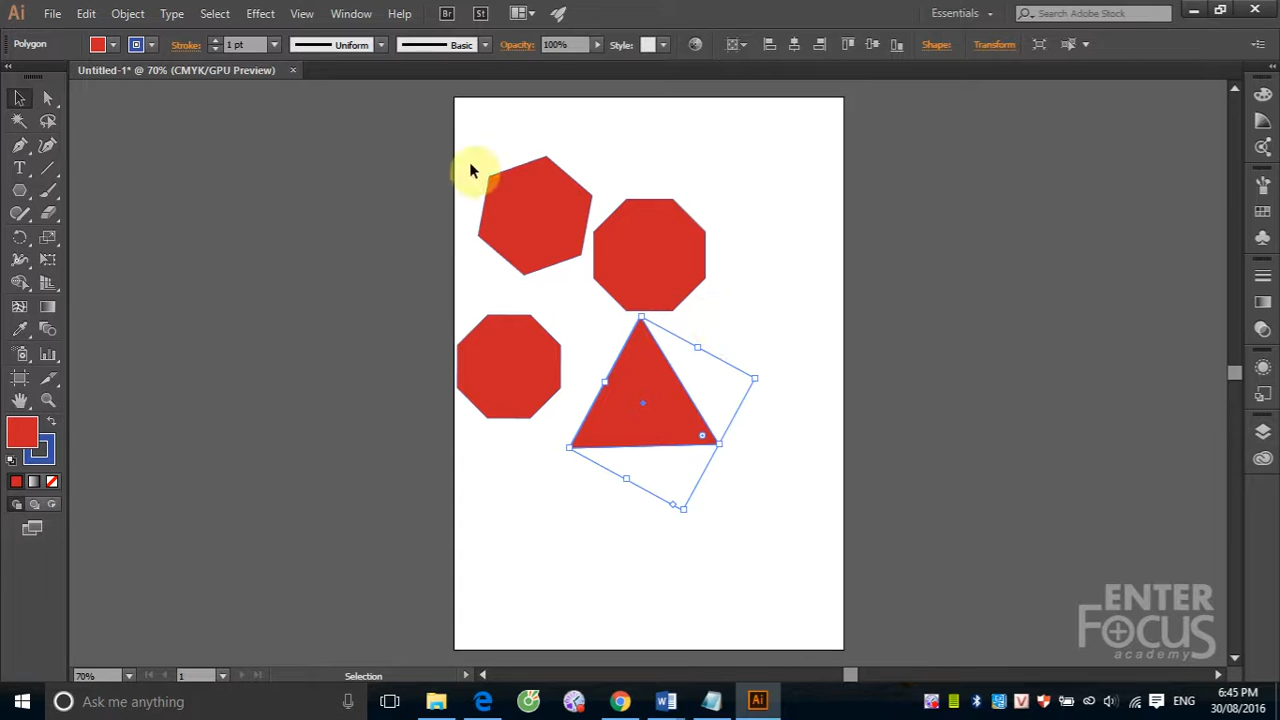 Ai File Edit Object Type Select Effect View Window Help Br St Essentials Search Adobe Stock
Polygon Stroke: 1 pt Uniform Basic Opacity: 100% Style: Shape: Transform
Untitled-1* @ 70% (CMYK/GPU Preview) ×
T
ENTER
FOCUS
academy
70% 1 Selection
Ask me anything Ai ENG 6:45 PM
30/08/2016